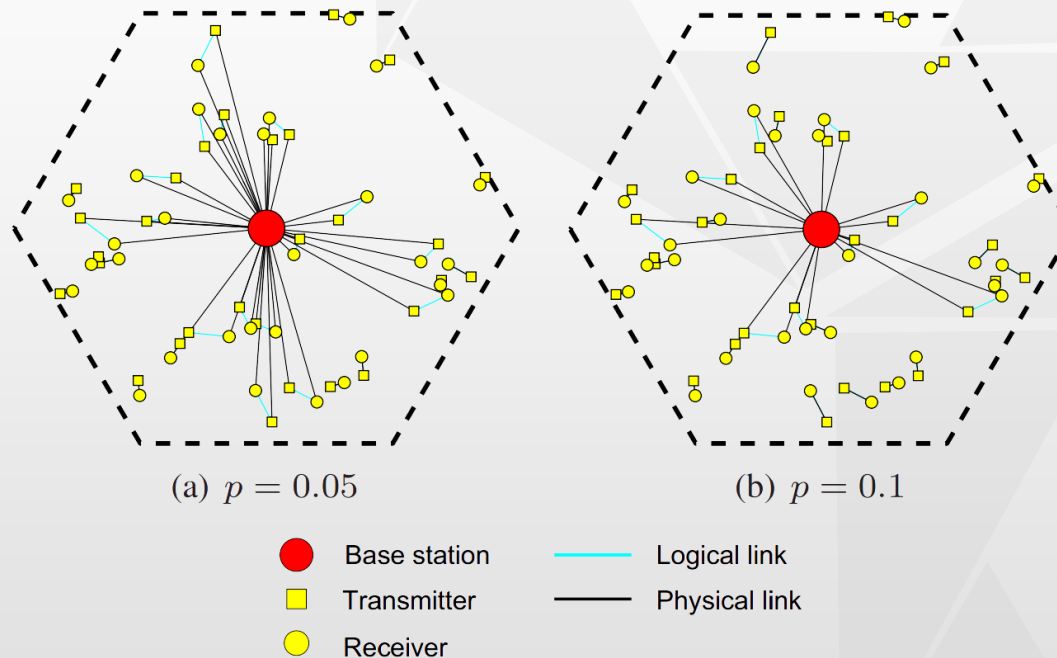 (a) p = 0.05
(b) p = 0.1
Base station
Logical link
Transmitter
Physical link
Receiver